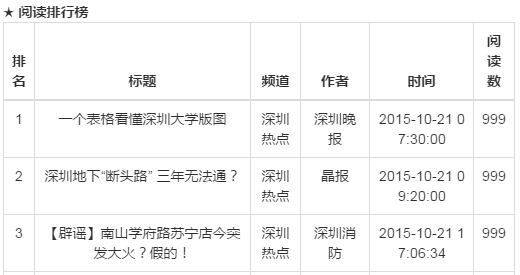 ★ 阅读排行榜
排名 标题 频道 作者 时间 阅读数
1 一个表格看懂深圳大学版图 深圳热点 深圳晚报 2015-10-21 07:30:00 999
2 深圳地下“断头路” 三年无法通？ 深圳热点 晶报 2015-10-21 09:20:00 999
3 【辟谣】南山学府路苏宁店今突发大火？假的！ 深圳热点 深圳消防 2015-10-21 17:06:34 999